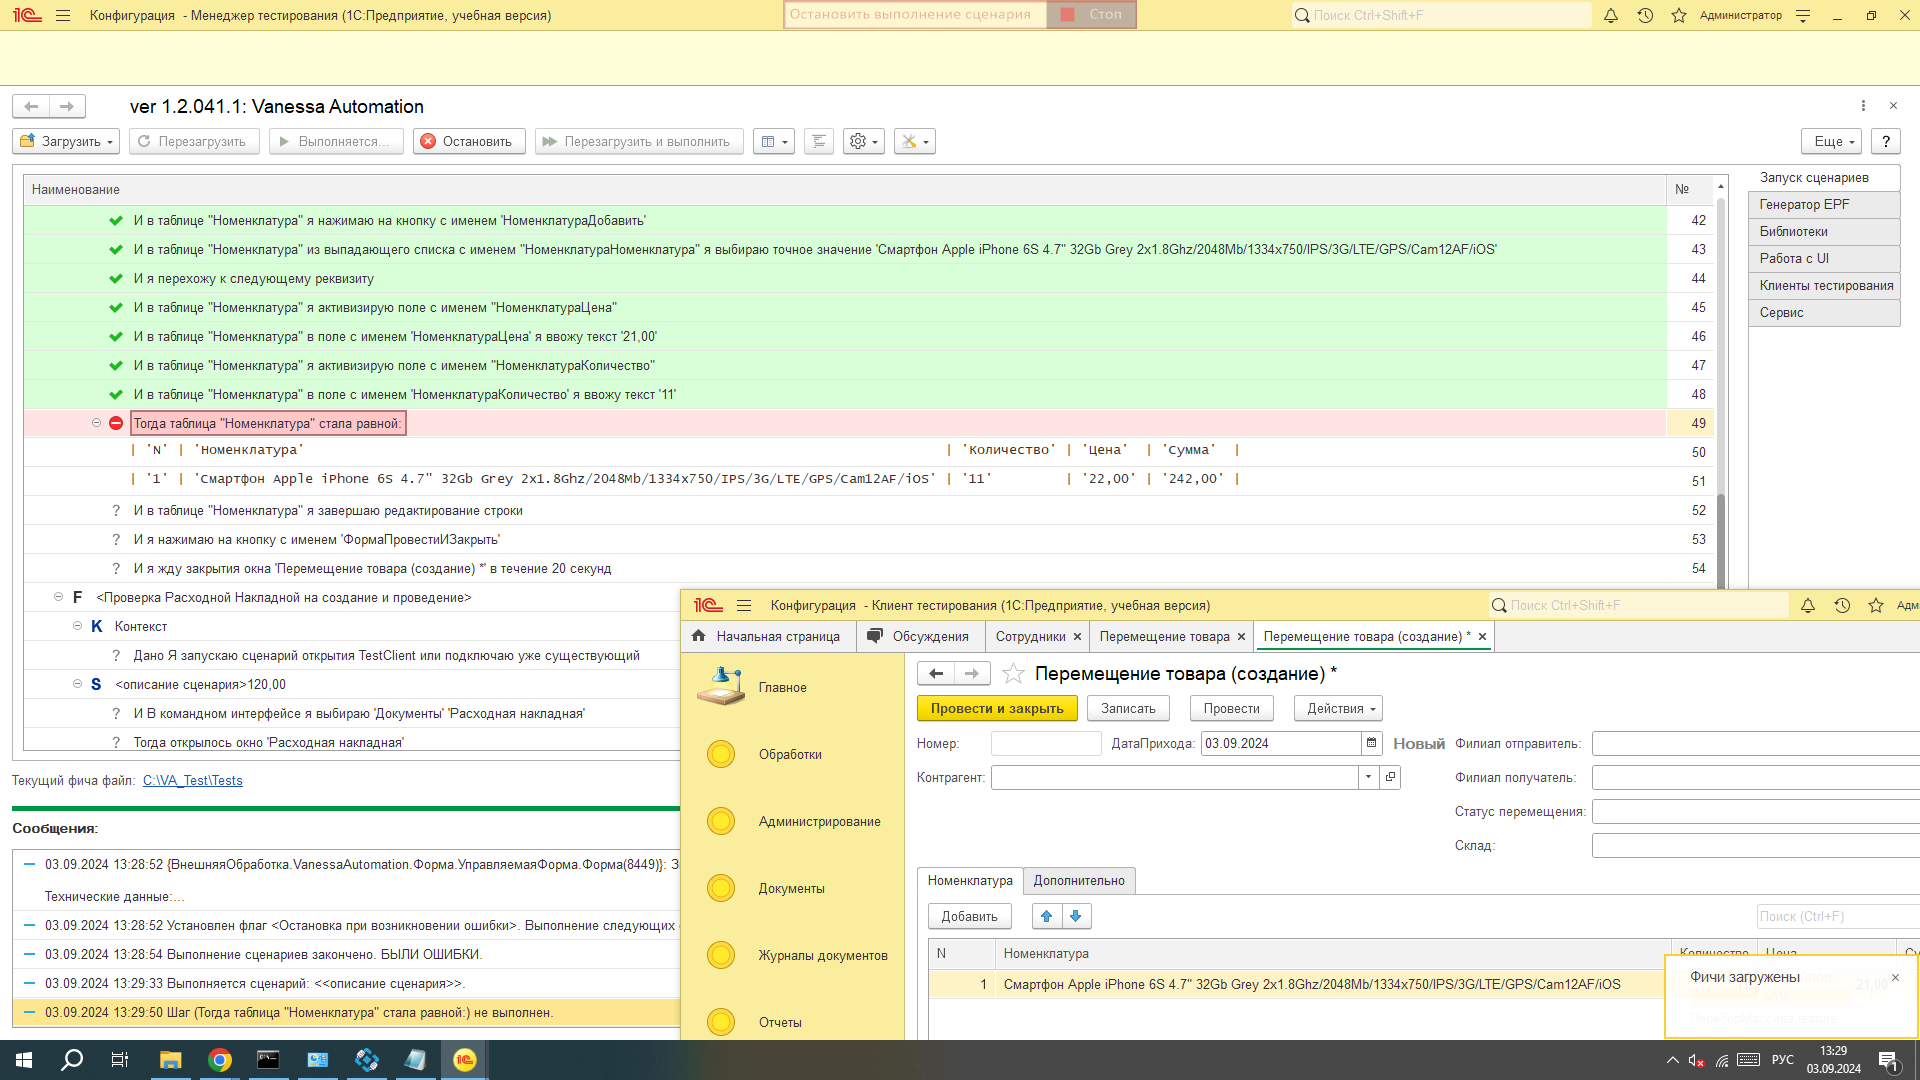 Конфигурация - Менеджер тестирования (1С:Предприятие, учебная версия)
Остановить выполнение сценария Стоп
Поиск Ctrl+Shift+F
Администратор
ver 1.2.041.1: Vanessa Automation
Загрузить
Перезагрузить
Выполняется...
Остановить
Перезагрузить и выполнить
Еще
?
Наименование №
И в таблице "Номенклатура" я нажимаю на кнопку с именем 'НоменклатураДобавить' 42
И в таблице "Номенклатура" из выпадающего списка с именем "НоменклатураНоменклатура" я выбираю точное значение 'Смартфон Apple iPhone 6S 4.7" 32Gb Grey 2x1.8Ghz/2048Mb/1334x750/IPS/3G/LTE/GPS/Cam12AF/iOS' 43
И я перехожу к следующему реквизиту 44
И в таблице "Номенклатура" я активизирую поле с именем "НоменклатураЦена" 45
И в таблице "Номенклатура" в поле с именем 'НоменклатураЦена' я ввожу текст '21,00' 46
И в таблице "Номенклатура" я активизирую поле с именем "НоменклатураКоличество" 47
И в таблице "Номенклатура" в поле с именем 'НоменклатураКоличество' я ввожу текст '11' 48
Тогда таблица "Номенклатура" стала равной: 49
| 'N' | 'Номенклатура' | 'Количество' | 'Цена' | 'Сумма' | 50
| '1' | 'Смартфон Apple iPhone 6S 4.7" 32Gb Grey 2x1.8Ghz/2048Mb/1334x750/IPS/3G/LTE/GPS/Cam12AF/iOS' | '11' | '22,00' | '242,00' | 51
? И в таблице "Номенклатура" я завершаю редактирование строки 52
? И я нажимаю на кнопку с именем 'ФормаПровестиИЗакрыть' 53
? И я жду закрытия окна 'Перемещение товара (создание) *' в течение 20 секунд 54
F <Проверка Расходной Накладной на создание и проведение>
K Контекст
? Дано Я запускаю сценарий открытия TestClient или подключаю уже существующий
S <описание сценария>120,00
? И В командном интерфейсе я выбираю 'Документы' 'Расходная накладная'
? Тогда открылось окно 'Расходная накладная'
Запуск сценариев
Генератор EPF
Библиотеки
Работа с UI
Клиенты тестирования
Сервис
Текущий фича файл: C:\VA_Test\Tests
Сообщения:
03.09.2024 13:28:52 {ВнешняяОбработка.VanessaAutomation.Форма.УправляемаяФорма.Форма(8449)}: З
Технические данные:...
03.09.2024 13:28:52 Установлен флаг <Остановка при возникновении ошибки>. Выполнение следующих
03.09.2024 13:28:54 Выполнение сценариев закончено. БЫЛИ ОШИБКИ.
03.09.2024 13:29:33 Выполняется сценарий: <<описание сценария>>.
03.09.2024 13:29:50 Шаг (Тогда таблица "Номенклатура" стала равной:) не выполнен.
Конфигурация - Клиент тестирования (1С:Предприятие, учебная версия)
Поиск Ctrl+Shift+F
Начальная страница
Обсуждения
Сотрудники
Перемещение товара
Перемещение товара (создание) *
Главное
Обработки
Администрирование
Документы
Журналы документов
Отчеты
Перемещение товара (создание) *
Провести и закрыть
Записать
Провести
Действия
Номер: ДатаПрихода: 03.09.2024 Новый Филиал отправитель:
Контрагент: Филиал получатель:
Статус перемещения:
Склад:
Номенклатура Дополнительно
Добавить
Поиск (Ctrl+F)
N Номенклатура Количество Цена
1 Смартфон Apple iPhone 6S 4.7" 32Gb Grey 2x1.8Ghz/2048Mb/1334x750/IPS/3G/LTE/GPS/Cam12AF/iOS
Фичи загружены
РУС
13:29
03.09.2024
1